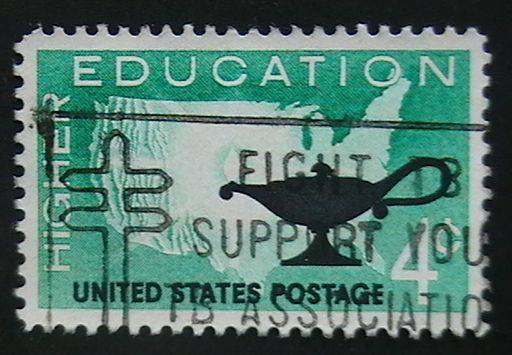 HIGHER
EDUCATION
FIGHT TB
SUPPORT YOU
TB ASSOCIATIO
4¢
UNITED STATES POSTAGE